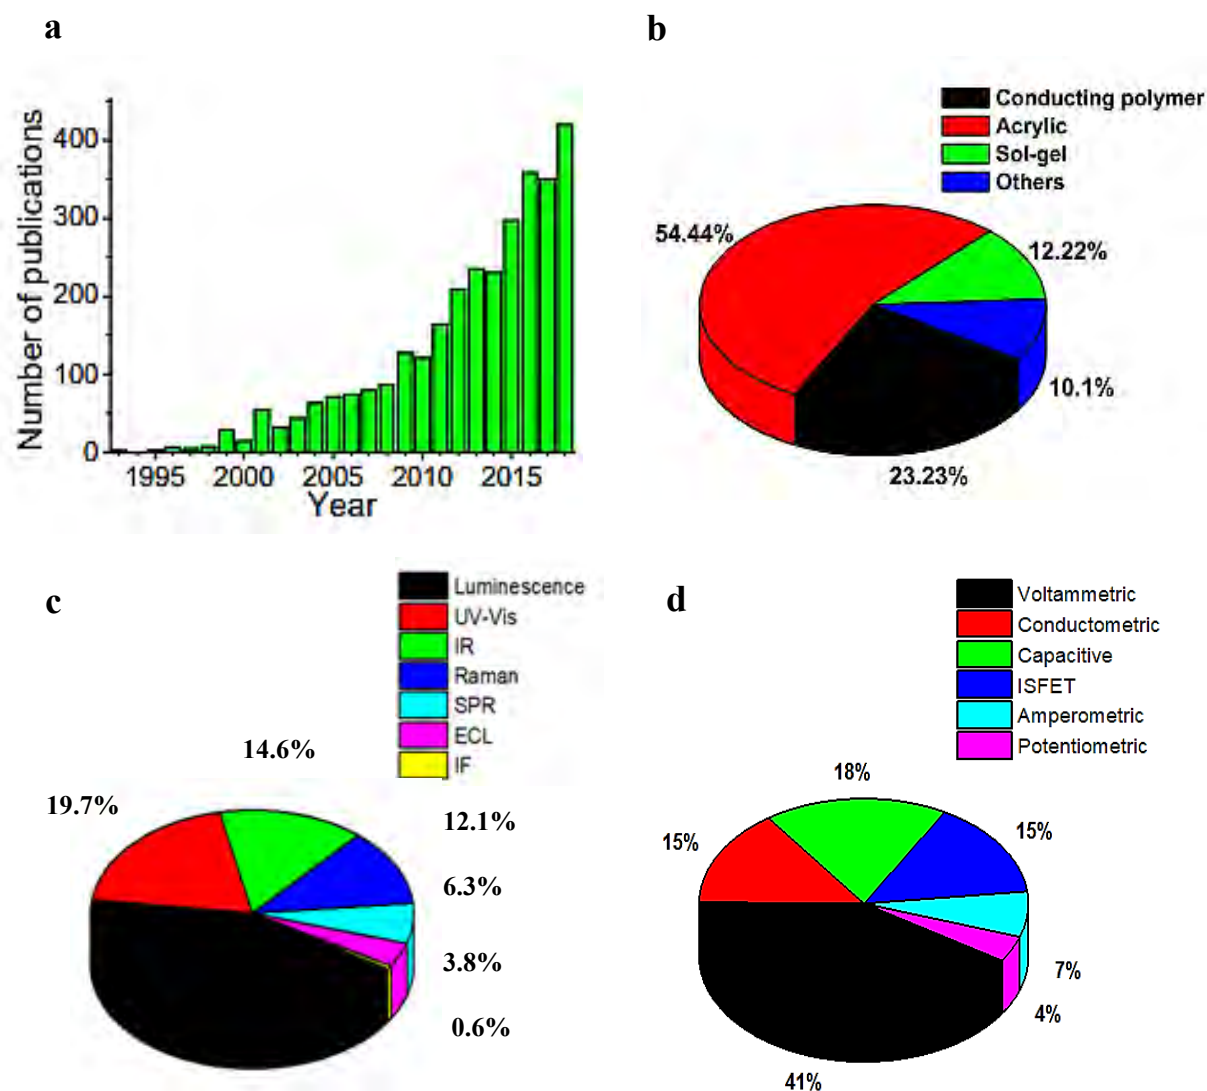 a
Number of publications
400
300
200
100
0
1995 2000 2005 2010 2015
Year
b
Conducting polymer
Acrylic
Sol-gel
Others
54.44%
12.22%
10.1%
23.23%
c
Luminescence
UV-Vis
IR
Raman
SPR
ECL
IF
14.6%
19.7%
12.1%
6.3%
3.8%
0.6%
d
Voltammetric
Conductometric
Capacitive
ISFET
Amperometric
Potentiometric
18%
15%
15%
7%
4%
41%